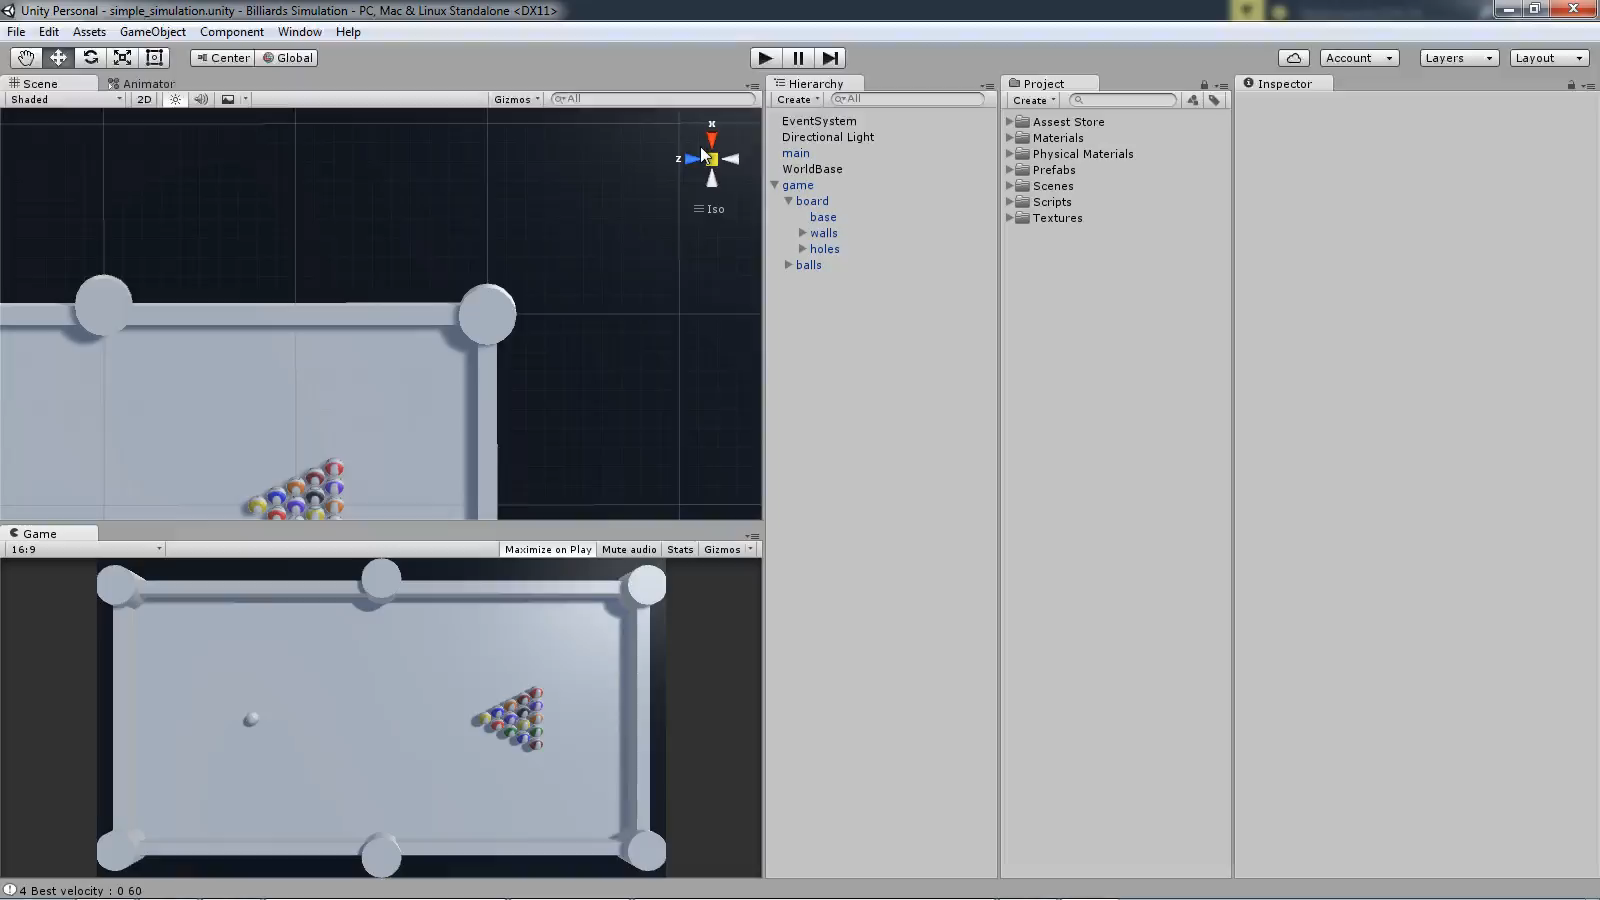 Unity Personal - simple_simulation.unity - Billiards Simulation - PC, Mac & Linux Standalone <DX11>
File Edit Assets GameObject Component Window Help
Center Global Account Layers Layout
Scene Animator Hierarchy Project Inspector
Shaded 2D Gizmos All Create All Create
x
z
Iso
EventSystem
Directional Light
main
WorldBase
game
board
base
walls
holes
balls
Assest Store
Materials
Physical Materials
Prefabs
Scenes
Scripts
Textures
Game
16:9 Maximize on Play Mute audio Stats Gizmos
4 Best velocity : 0 60